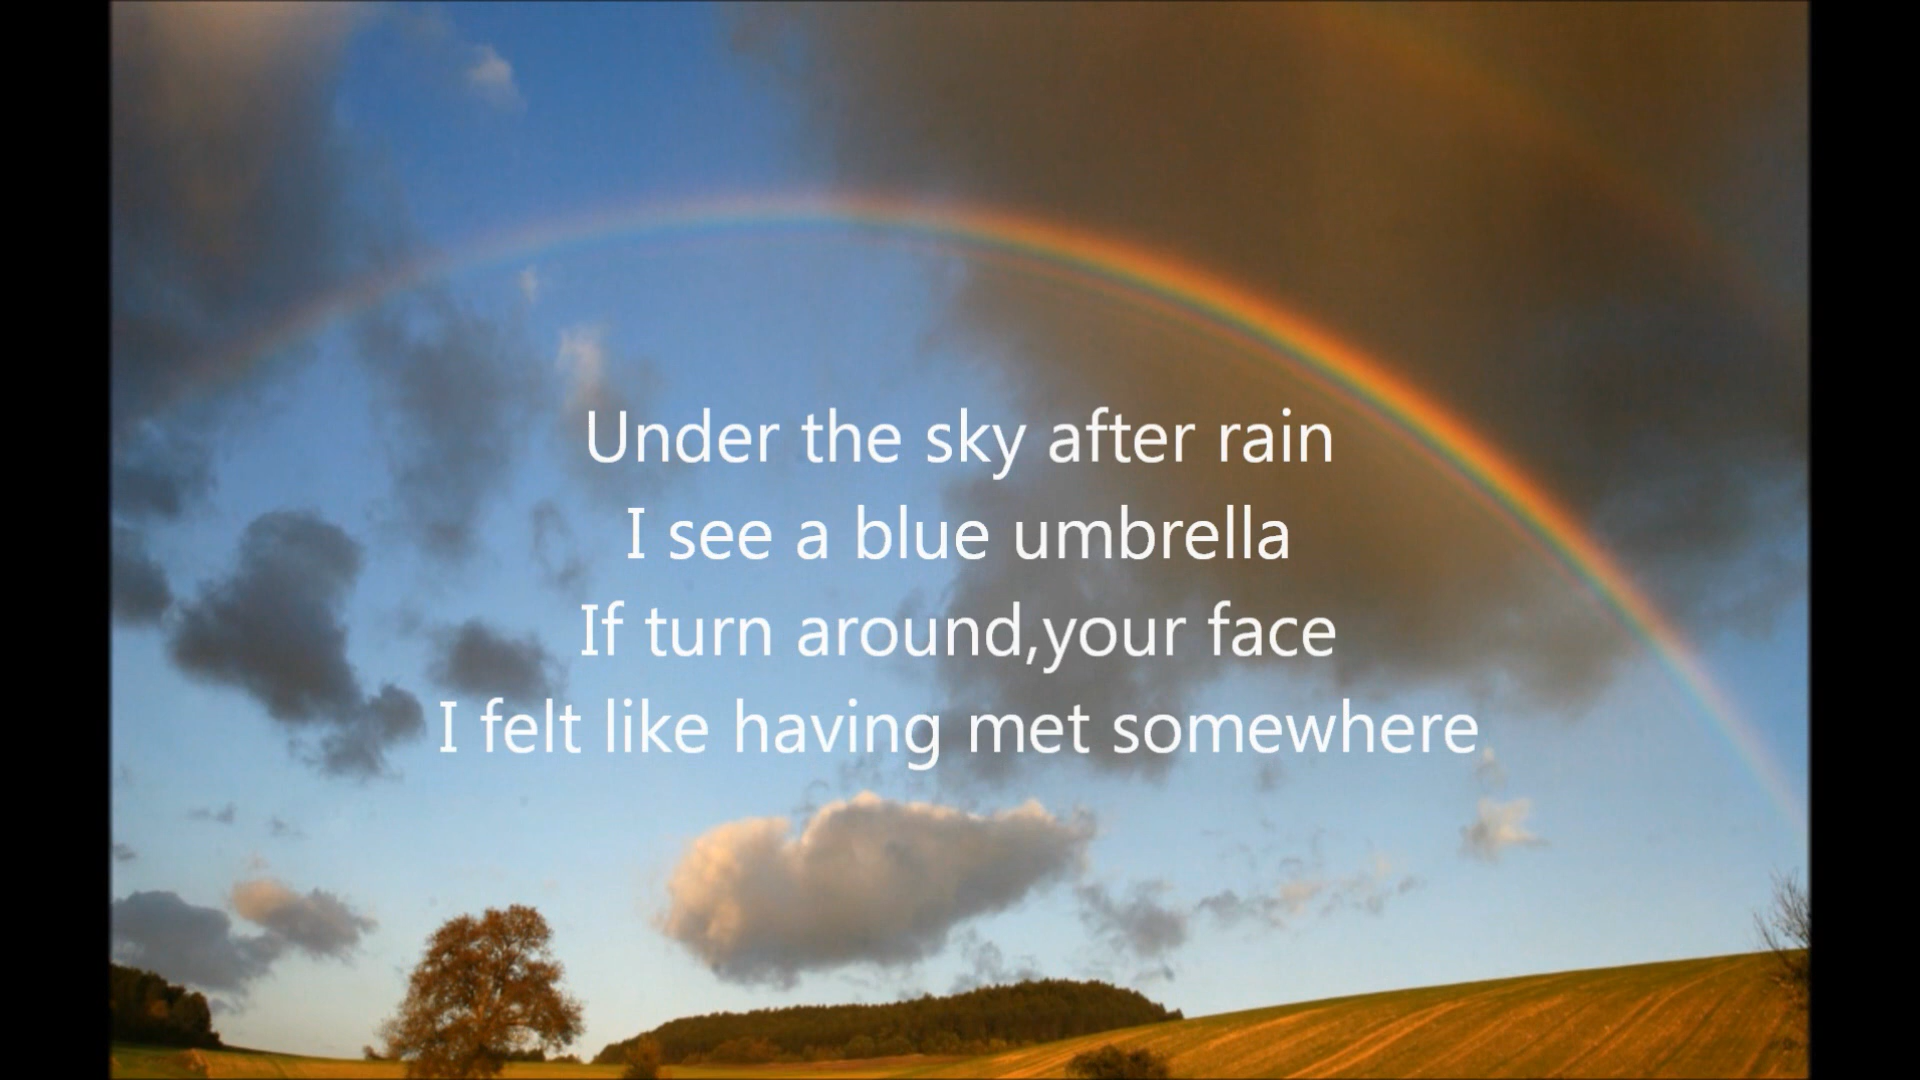 Under the sky after rain
I see a blue umbrella
If turn around,your face
I felt like having met somewhere